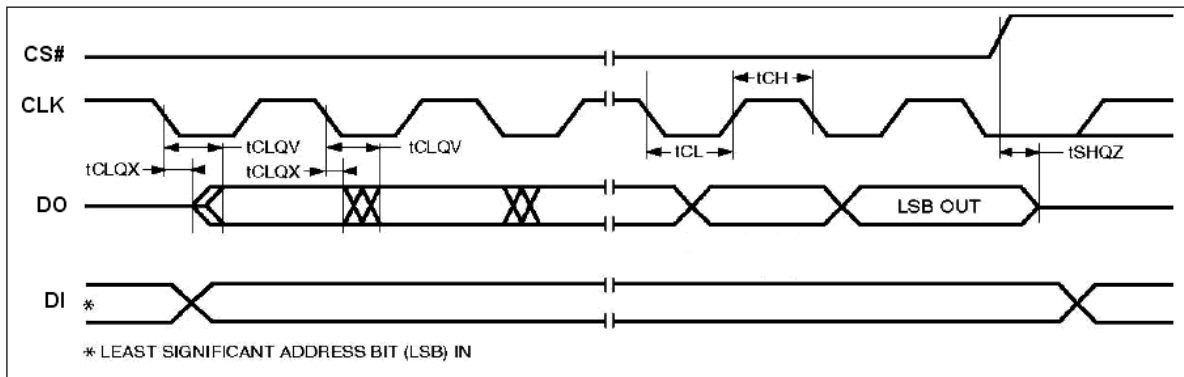 CS#
CLK
tCH
tCLQV
tCLQV
tCL
tSHQZ
tCLQX
tCLQX
DO
LSB OUT
DI
*
* LEAST SIGNIFICANT ADDRESS BIT (LSB) IN